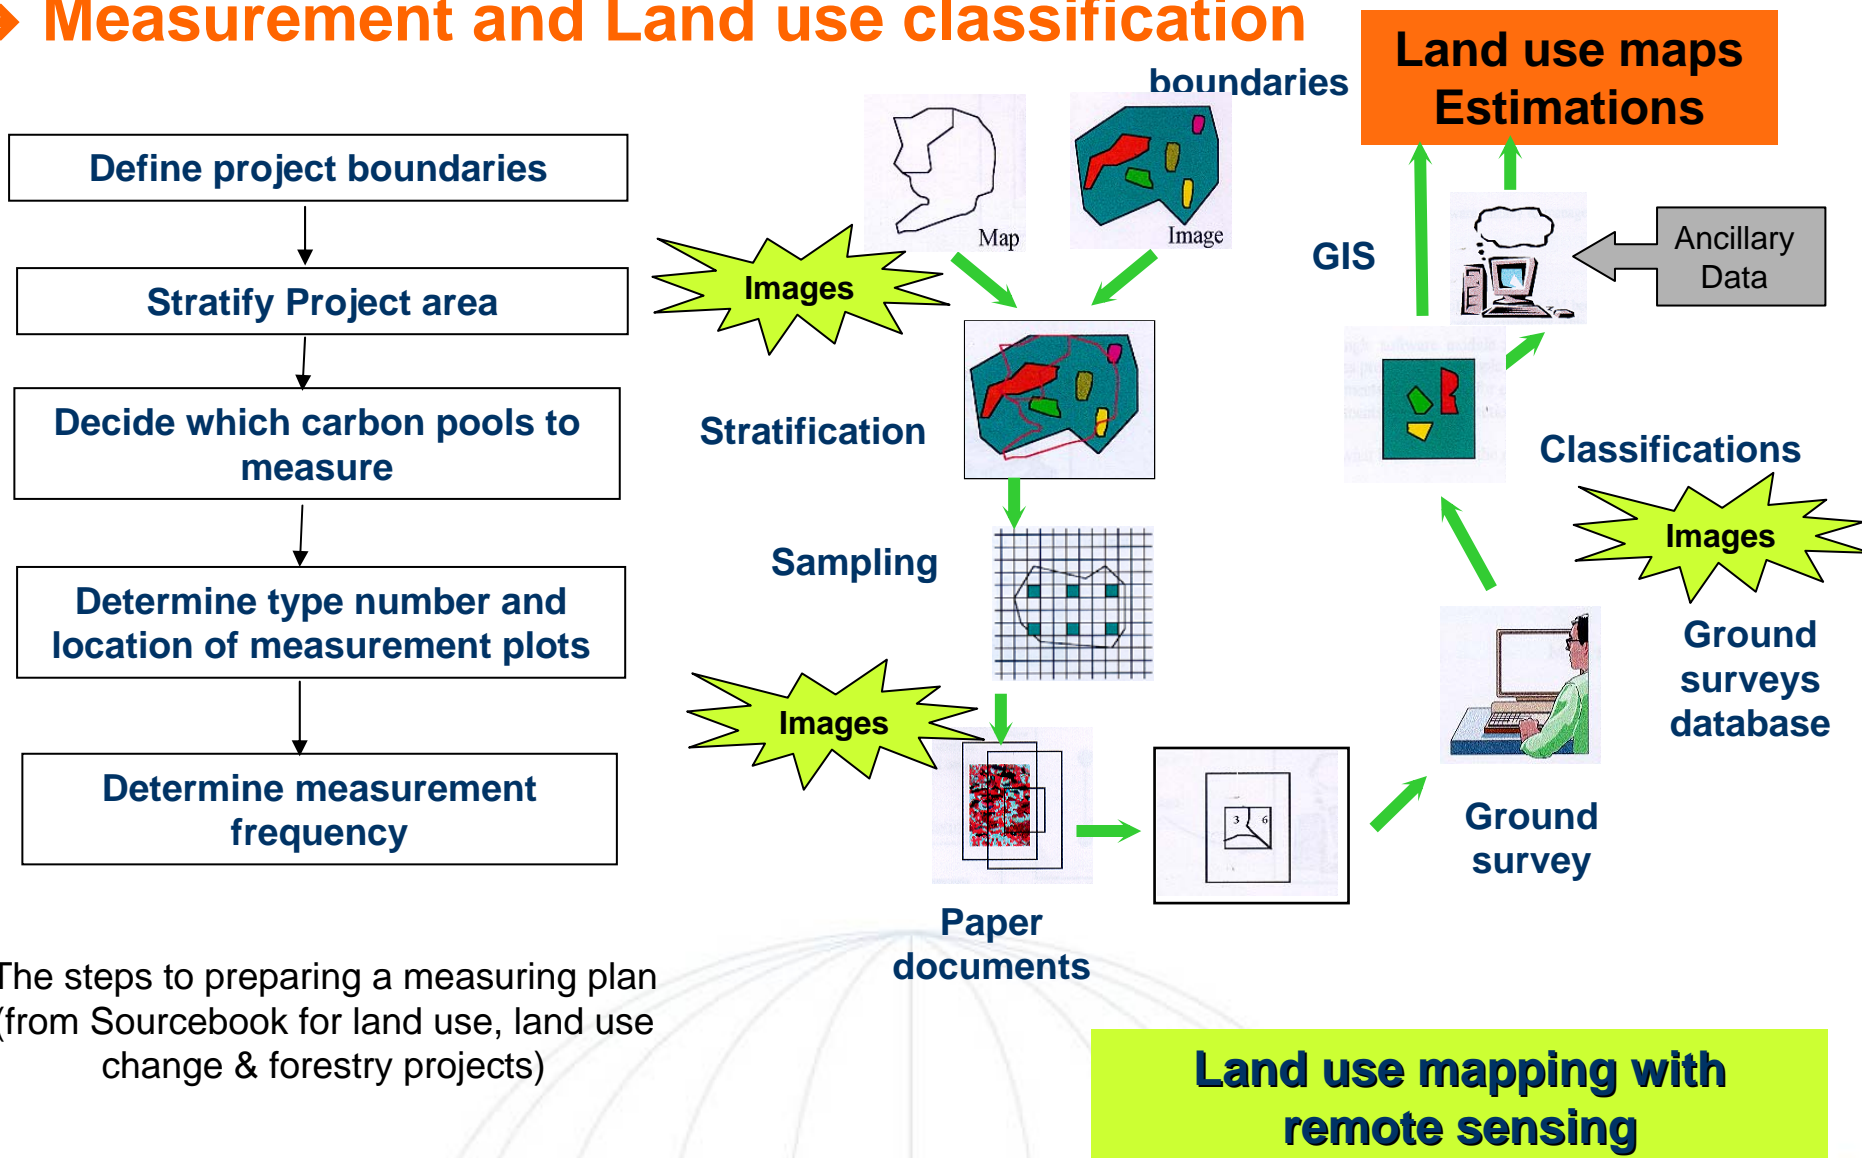 Measurement and Land use classification
Define project boundaries
Stratify Project area
Decide which carbon pools to
measure
Determine type number and
location of measurement plots
Determine measurement
frequency
The steps to preparing a measuring plan
(from Sourcebook for land use, land use
change & forestry projects)
boundaries
Map
Image
Images
Stratification
Sampling
Images
Paper
documents
3 6
Ground
survey
Ground
surveys
database
Images
Classifications
GIS
Ancillary
Data
Land use maps
Estimations
Land use mapping with
remote sensing